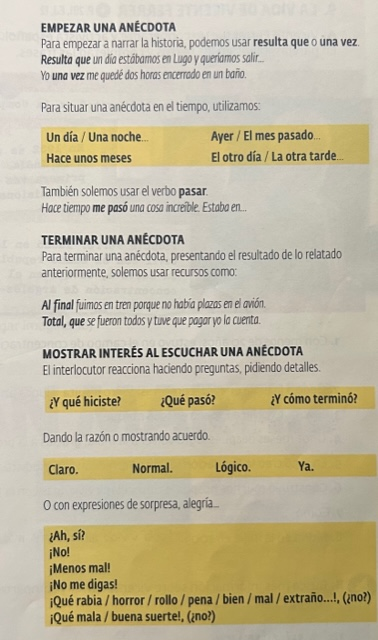 EMPEZAR UNA ANÉCDOTA
Para empezar a narrar la historia, podemos usar resulta que o una vez.
Resulta que un día estábamos en Lugo y queríamos salir...
Yo una vez me quedé dos horas encerrado en un baño.
Para situar una anécdota en el tiempo, utilizamos:
Un día / Una noche... Ayer / El mes pasado...
Hace unos meses El otro día / La otra tarde...
También solemos usar el verbo pasar.
Hace tiempo me pasó una cosa increíble. Estaba en...
TERMINAR UNA ANÉCDOTA
Para terminar una anécdota, presentando el resultado de lo relatado
anteriormente, solemos usar recursos como:
Al final fuimos en tren porque no había plazas en el avión.
Total, que se fueron todos y tuve que pagar yo la cuenta.
MOSTRAR INTERÉS AL ESCUCHAR UNA ANÉCDOTA
El interlocutor reacciona haciendo preguntas, pidiendo detalles.
¿Y qué hiciste? ¿Qué pasó? ¿Y cómo terminó?
Dando la razón o mostrando acuerdo.
Claro. Normal. Lógico. Ya.
O con expresiones de sorpresa, alegría...
¿Ah, sí?
¡No!
¡Menos mal!
¡No me digas!
¡Qué rabia / horror / rollo / pena / bien / mal / extraño...!, (¿no?)
¡Qué mala / buena suerte!, (¿no?)